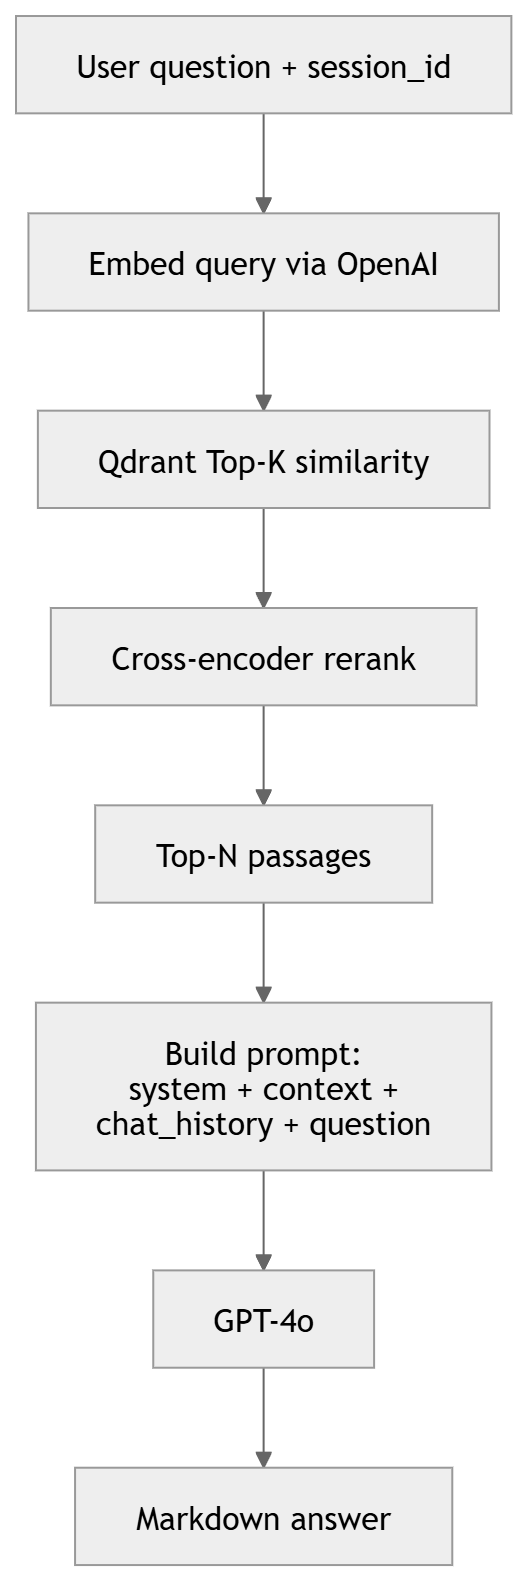 User question + session_id
Embed query via OpenAI
Qdrant Top-K similarity
Cross-encoder rerank
Top-N passages
Build prompt:
system + context +
chat_history + question
GPT-4o
Markdown answer